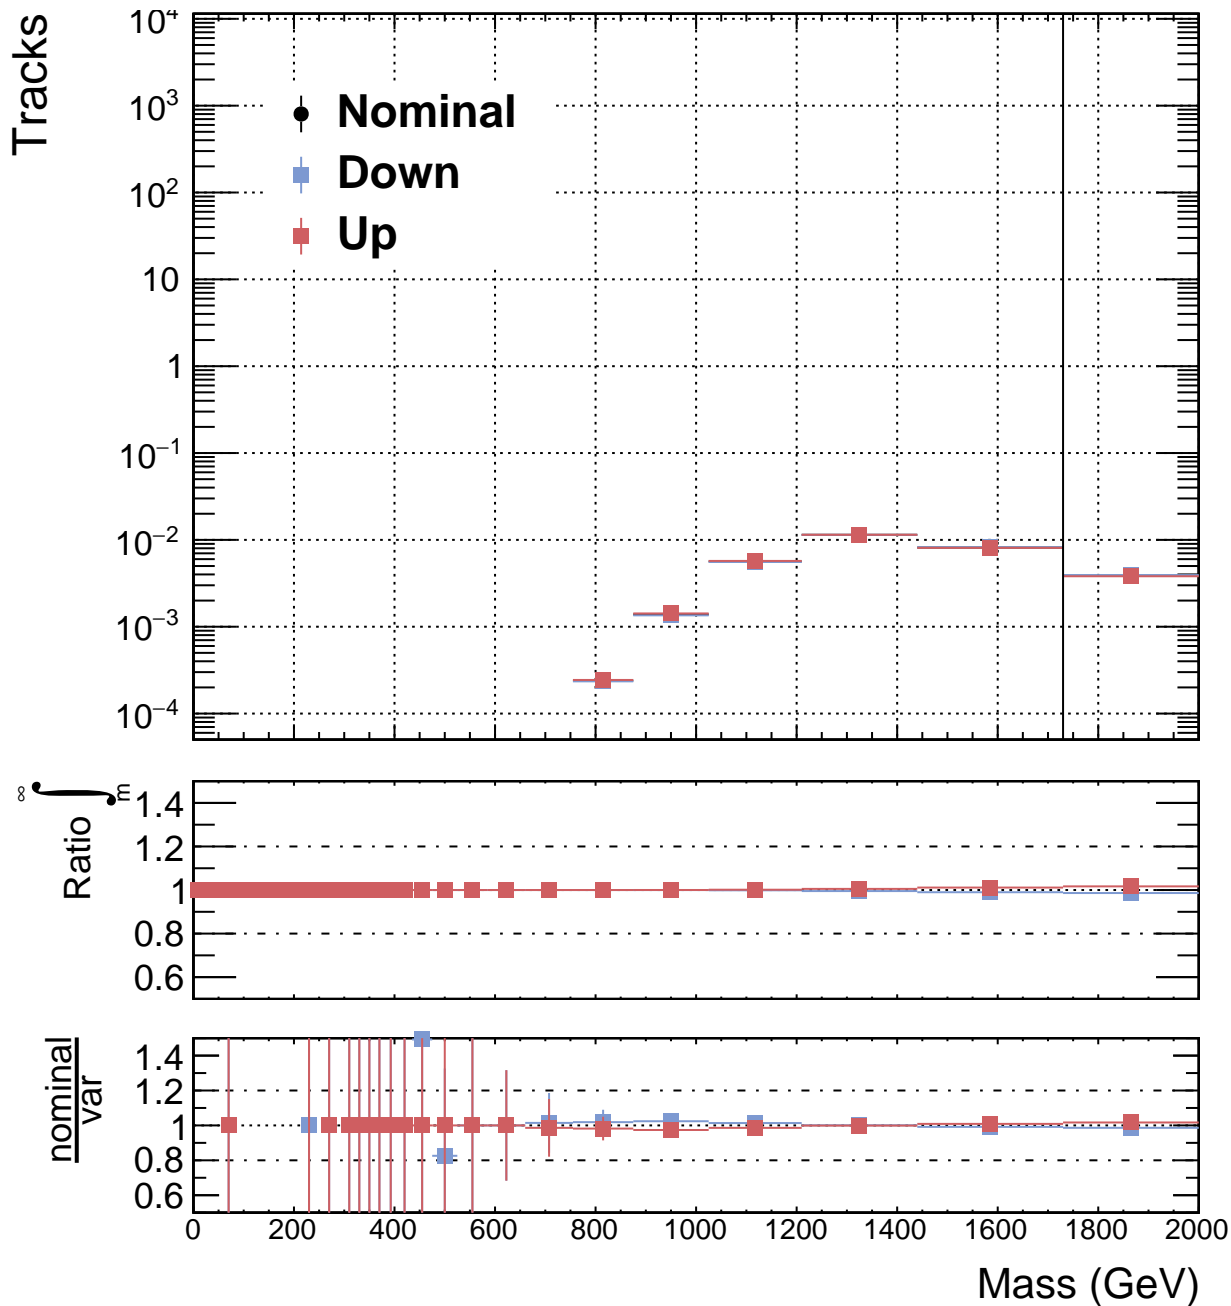 Tracks
10⁴
10³
10²
10
1
10⁻¹
10⁻²
10⁻³
10⁻⁴
Nominal
Down
Up
Ratio ∫ₘ^∞
1.4
1.2
1
0.8
0.6
nominal
var
1.4
1.2
1
0.8
0.6
0 200 400 600 800 1000 1200 1400 1600 1800 2000
Mass (GeV)